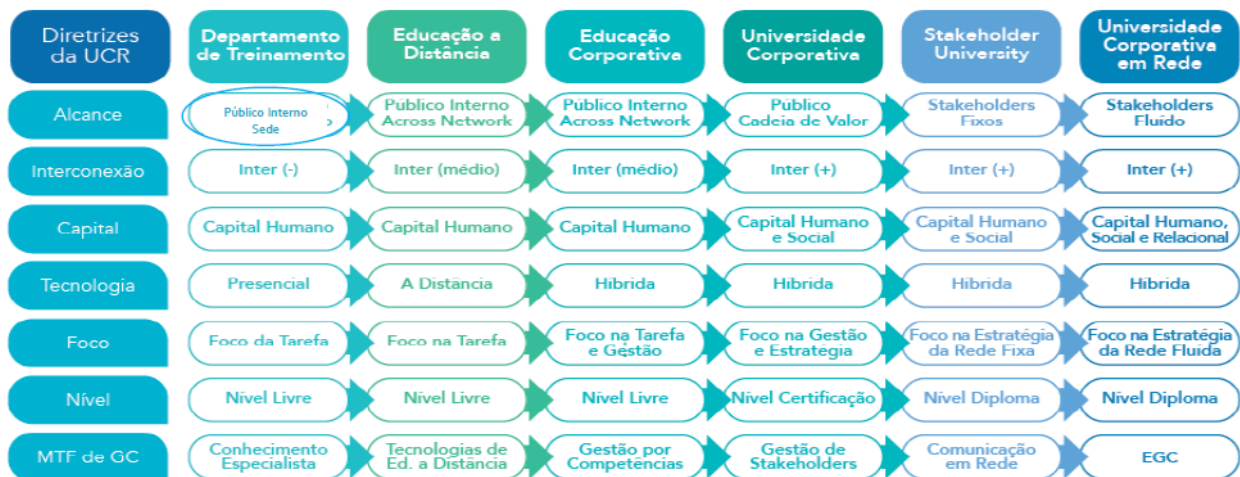 Diretrizes
da UCR
Departamento
de Treinamento
Educação a
Distância
Educação
Corporativa
Universidade
Corporativa
Stakeholder
University
Universidade
Corporativa
em Rede
Alcance
Público Interno
Sede
Público Interno
Across Network
Público Interno
Across Network
Público
Cadeia de Valor
Stakeholders
Fixos
Stakeholders
Fluído
Interconexão
Inter (-)
Inter (médio)
Inter (médio)
Inter (+)
Inter (+)
Inter (+)
Capital
Capital Humano
Capital Humano
Capital Humano
Capital Humano
e Social
Capital Humano
e Social
Capital Humano,
Social e Relacional
Tecnologia
Presencial
A Distância
Híbrida
Híbrida
Híbrida
Híbrida
Foco
Foco da Tarefa
Foco na Tarefa
Foco na Tarefa
e Gestão
Foco na Gestão
e Estratégia
Foco na Estratégia
da Rede Fixa
Foco na Estratégia
da Rede Fluída
Nível
Nível Livre
Nível Livre
Nível Livre
Nível Certificação
Nível Diploma
Nível Diploma
MTF de GC
Conhecimento
Especialista
Tecnologias de
Ed. a Distância
Gestão por
Competências
Gestão de
Stakeholders
Comunicação
em Rede
EGC